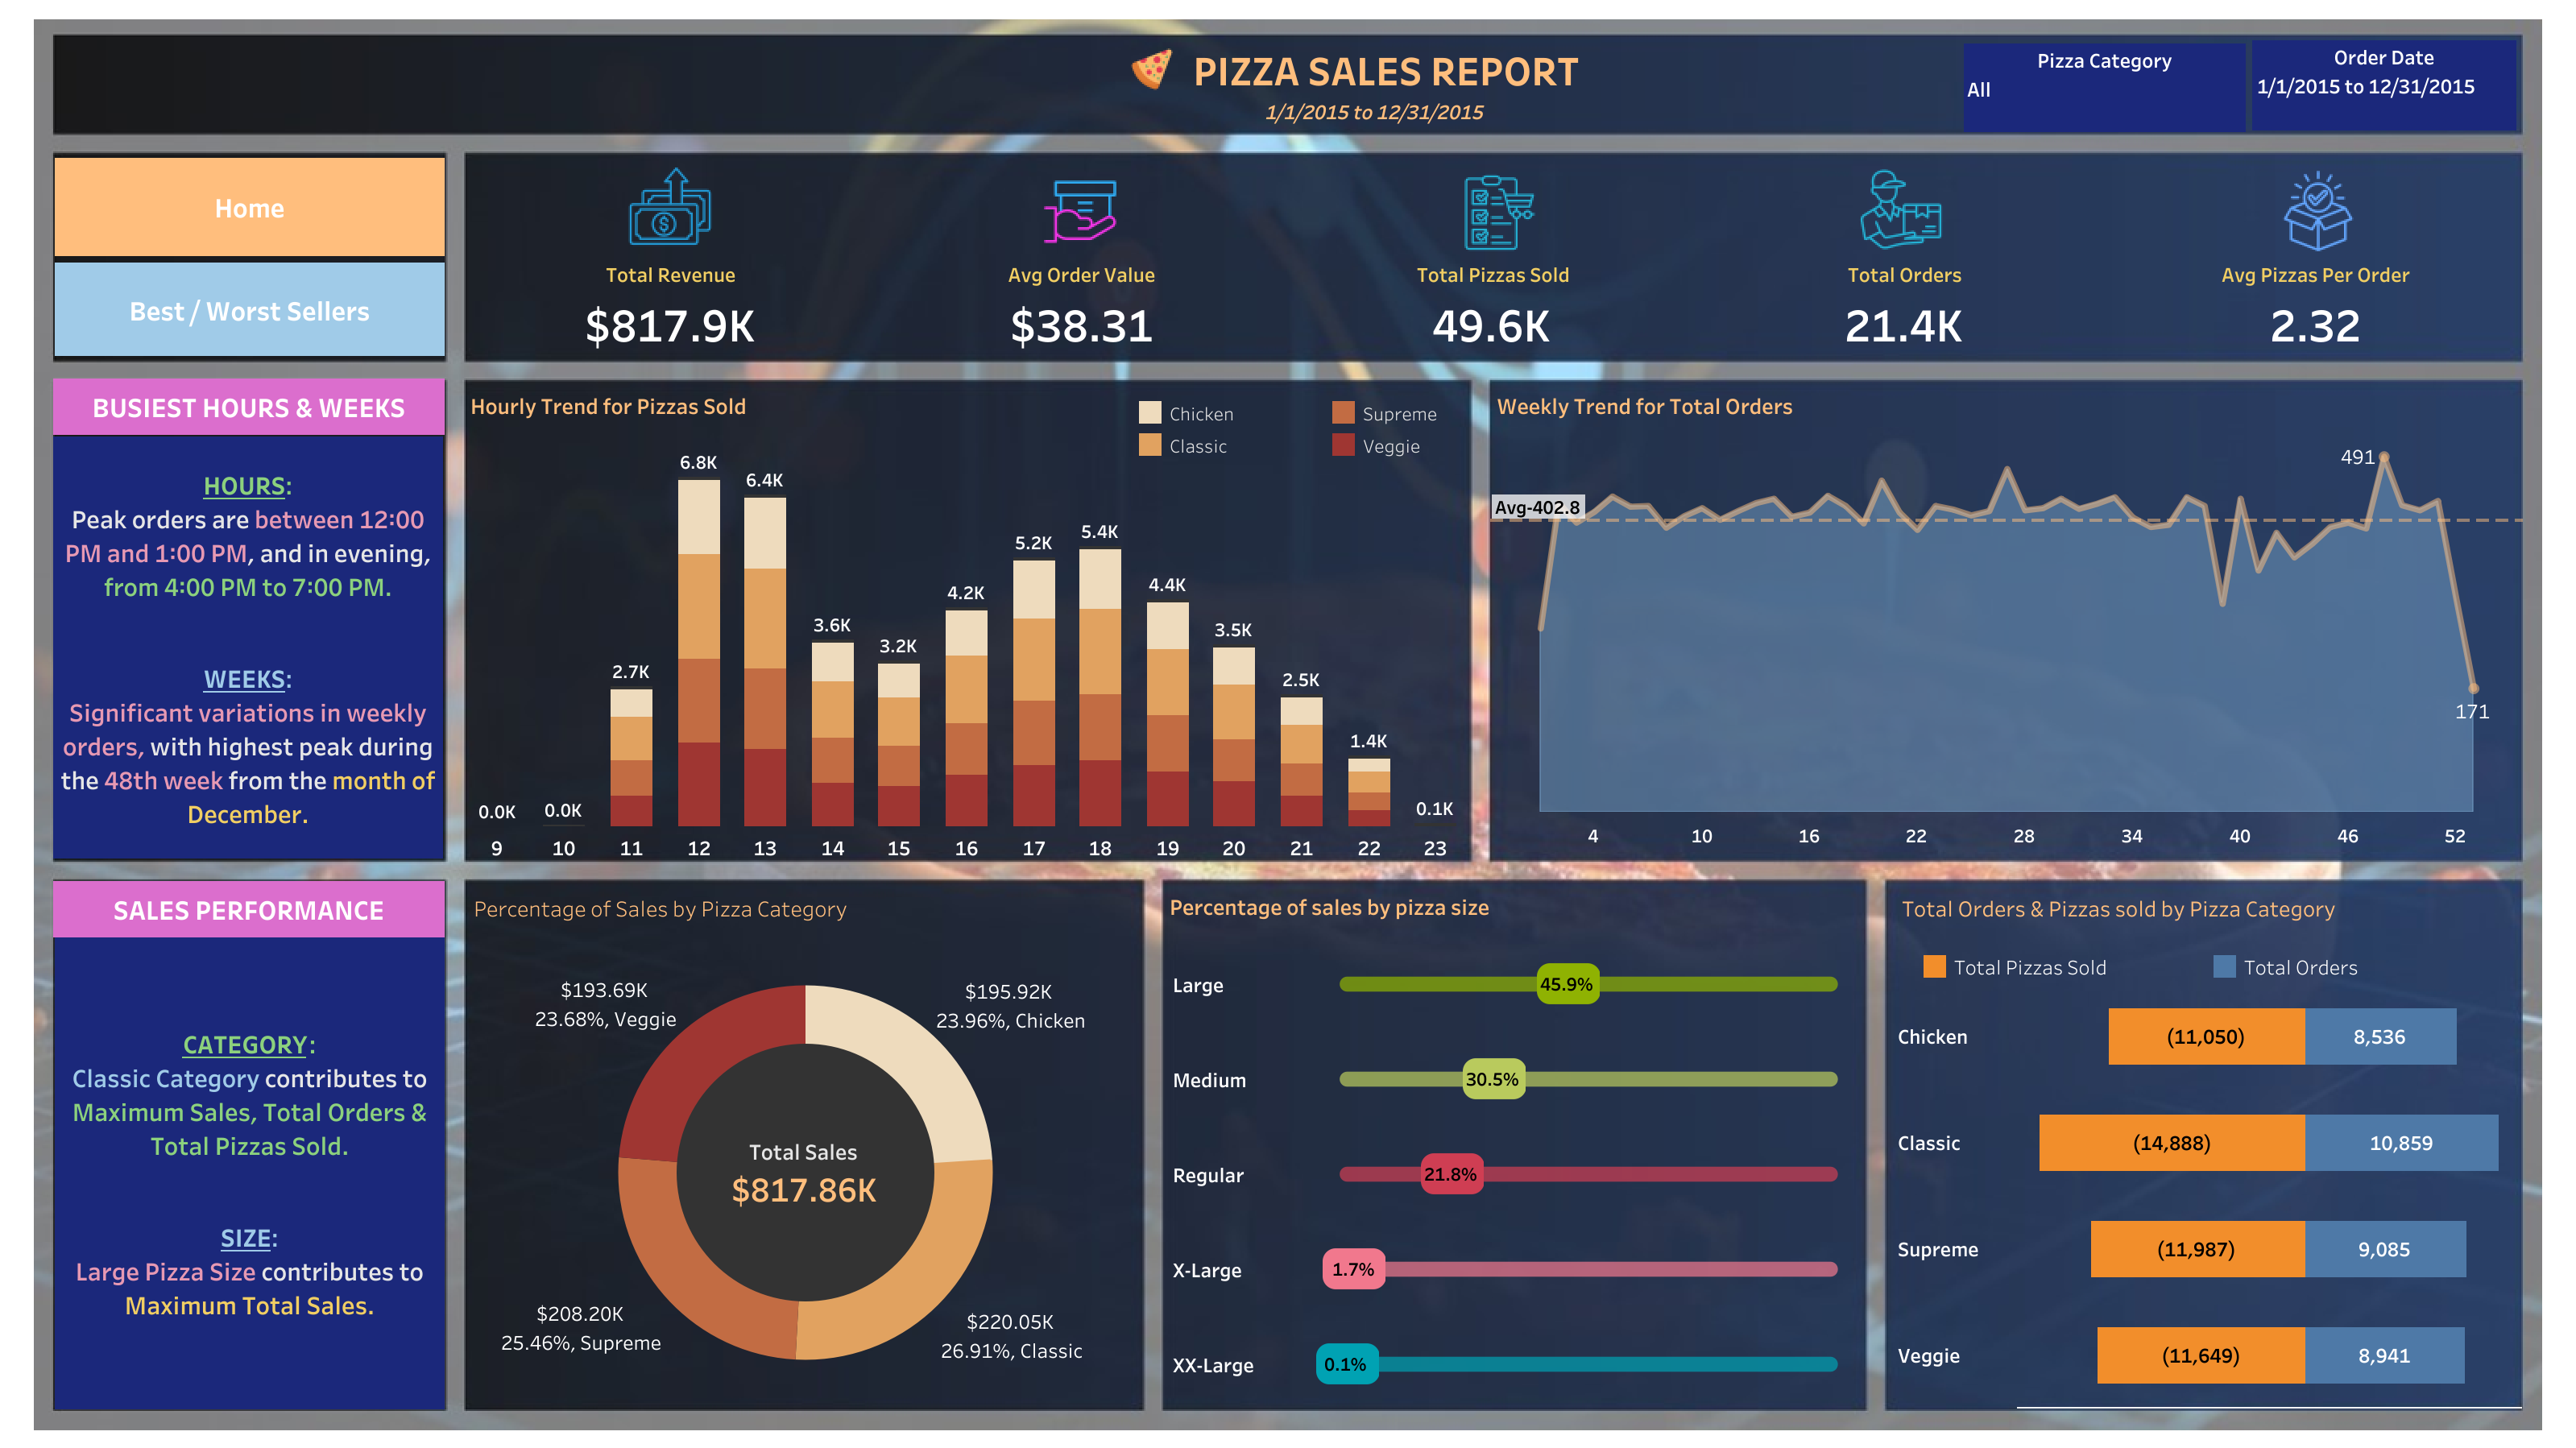 PIZZA SALES REPORT
1/1/2015 to 12/31/2015
Pizza Category
All
Order Date
1/1/2015 to 12/31/2015
Home
Best / Worst Sellers
Total Revenue
$817.9K
Avg Order Value
$38.31
Total Pizzas Sold
49.6K
Total Orders
21.4K
Avg Pizzas Per Order
2.32
BUSIEST HOURS & WEEKS
HOURS:
Peak orders are between 12:00
PM and 1:00 PM, and in evening,
from 4:00 PM to 7:00 PM.
WEEKS:
Significant variations in weekly
orders, with highest peak during
the 48th week from the month of
December.
Hourly Trend for Pizzas Sold
Chicken
Supreme
Classic
Veggie
0.0K
0.0K
2.7K
6.8K
6.4K
3.6K
3.2K
4.2K
5.2K
5.4K
4.4K
3.5K
2.5K
1.4K
0.1K
9 10 11 12 13 14 15 16 17 18 19 20 21 22 23
Weekly Trend for Total Orders
Avg-402.8
491
171
4 10 16 22 28 34 40 46 52
SALES PERFORMANCE
CATEGORY:
Classic Category contributes to
Maximum Sales, Total Orders &
Total Pizzas Sold.
SIZE:
Large Pizza Size contributes to
Maximum Total Sales.
Percentage of Sales by Pizza Category
$193.69K
23.68%, Veggie
$195.92K
23.96%, Chicken
Total Sales
$817.86K
$208.20K
25.46%, Supreme
$220.05K
26.91%, Classic
Percentage of sales by pizza size
Large 45.9%
Medium 30.5%
Regular 21.8%
X-Large 1.7%
XX-Large 0.1%
Total Orders & Pizzas sold by Pizza Category
Total Pizzas Sold
Total Orders
Chicken (11,050) 8,536
Classic (14,888) 10,859
Supreme (11,987) 9,085
Veggie (11,649) 8,941